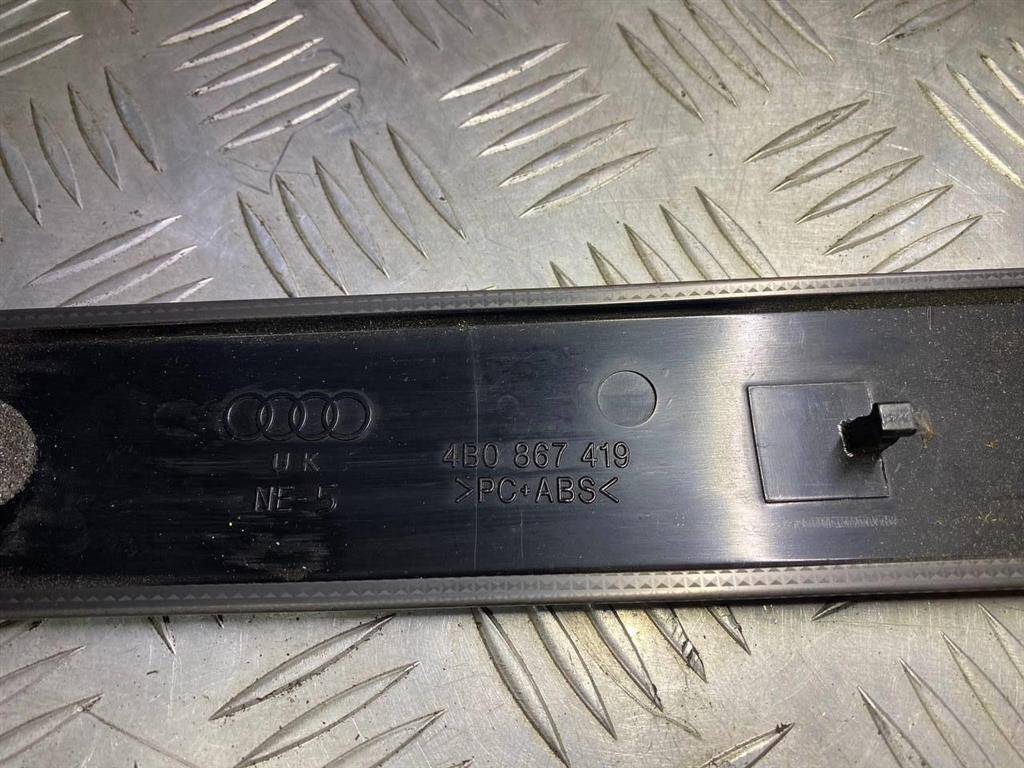 UK
NE-5
4B0 867 419
>PC+ABS<